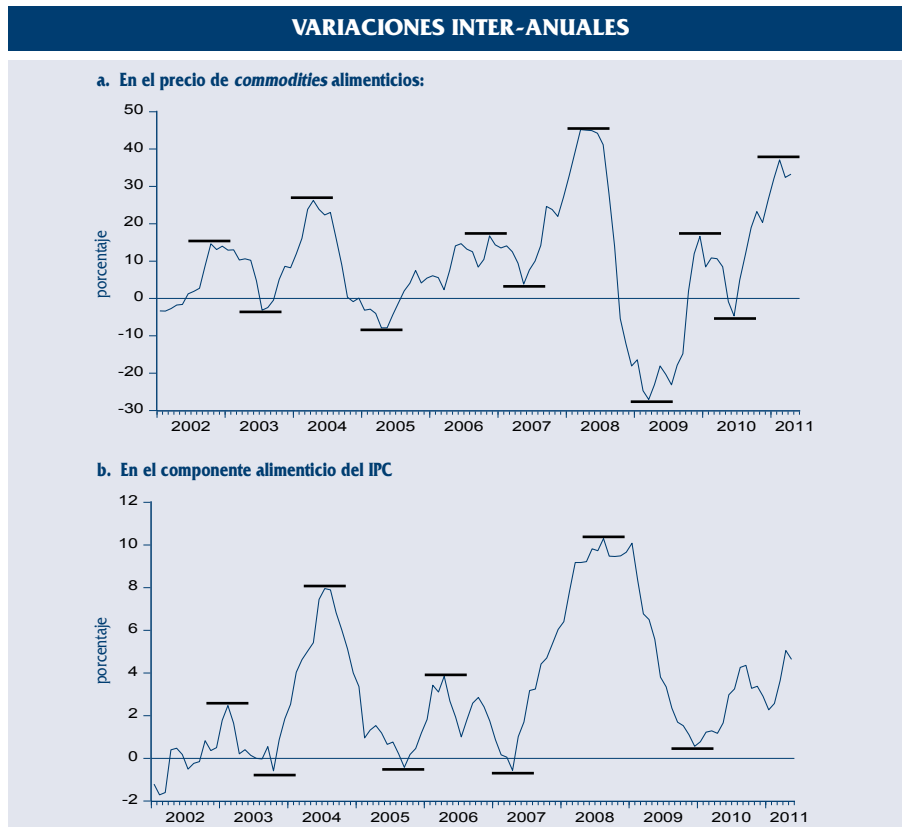 VARIACIONES INTER-ANUALES
a. En el precio de commodities alimenticios:
porcentaje
50
40
30
20
10
0
-10
-20
-30
2002 2003 2004 2005 2006 2007 2008 2009 2010 2011
b. En el componente alimenticio del IPC
porcentaje
12
10
8
6
4
2
0
-2
2002 2003 2004 2005 2006 2007 2008 2009 2010 2011